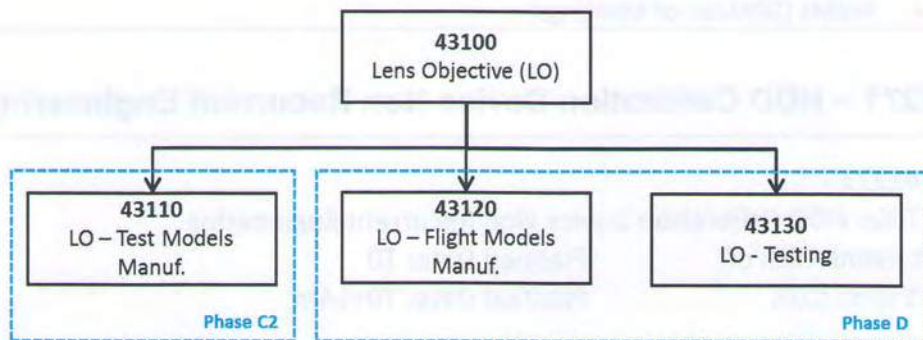 43100
Lens Objective (LO)
43110
LO – Test Models
Manuf.
43120
LO – Flight Models
Manuf.
43130
LO - Testing
Phase C2
Phase D